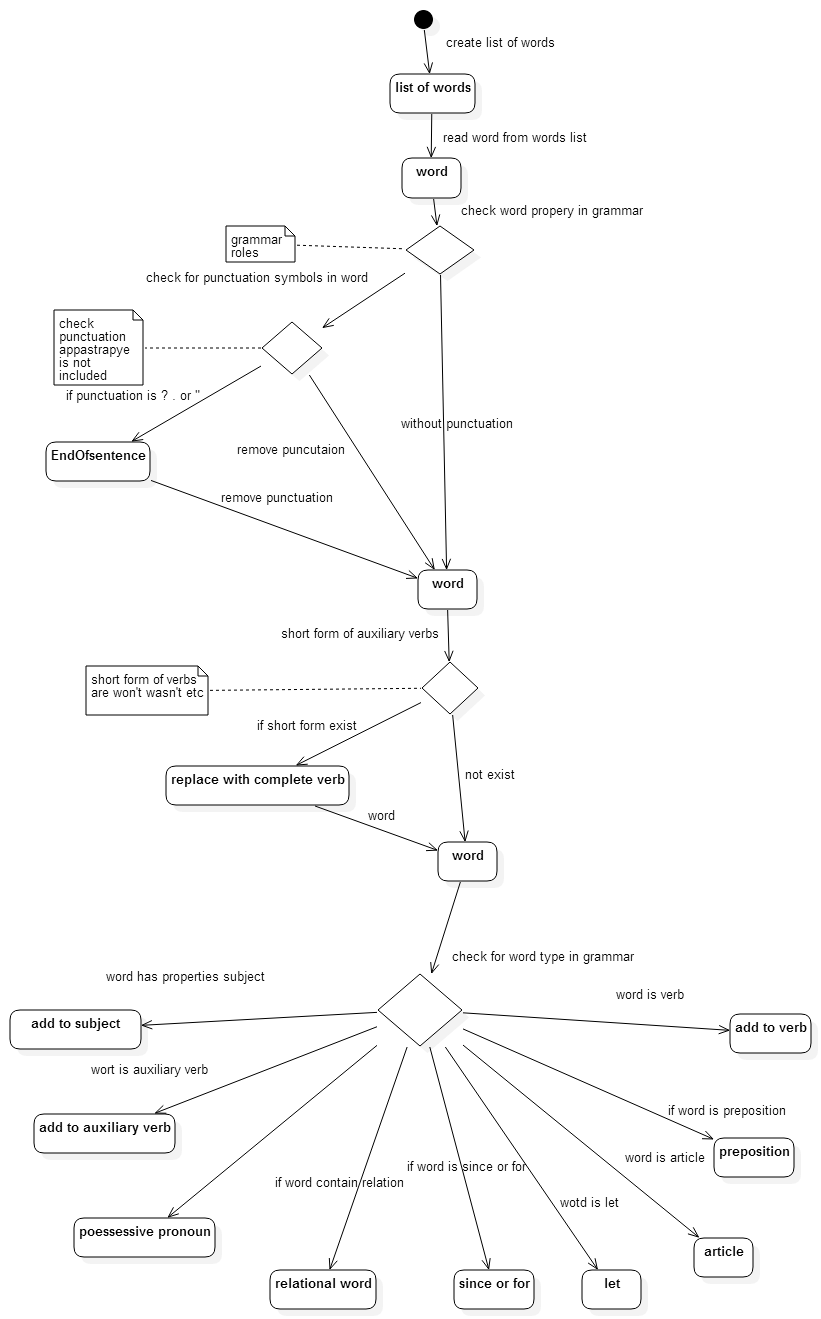 create list of words
list of words
read word from words list
word
check word propery in grammar
grammar
roles
check for punctuation symbols in word
check
punctuation
appastrapye
is not
included
if punctuation is ? . or "
without punctuation
remove puncutaion
EndOfsentence
remove punctuation
word
short form of auxiliary verbs
short form of verbs
are won't wasn't etc
if short form exist
replace with complete verb
not exist
word
word
check for word type in grammar
word has properties subject
word is verb
add to subject
add to verb
wort is auxiliary verb
if word is preposition
add to auxiliary verb
preposition
word is article
if word is since or for
if word contain relation
wotd is let
poessessive pronoun
article
relational word
since or for
let